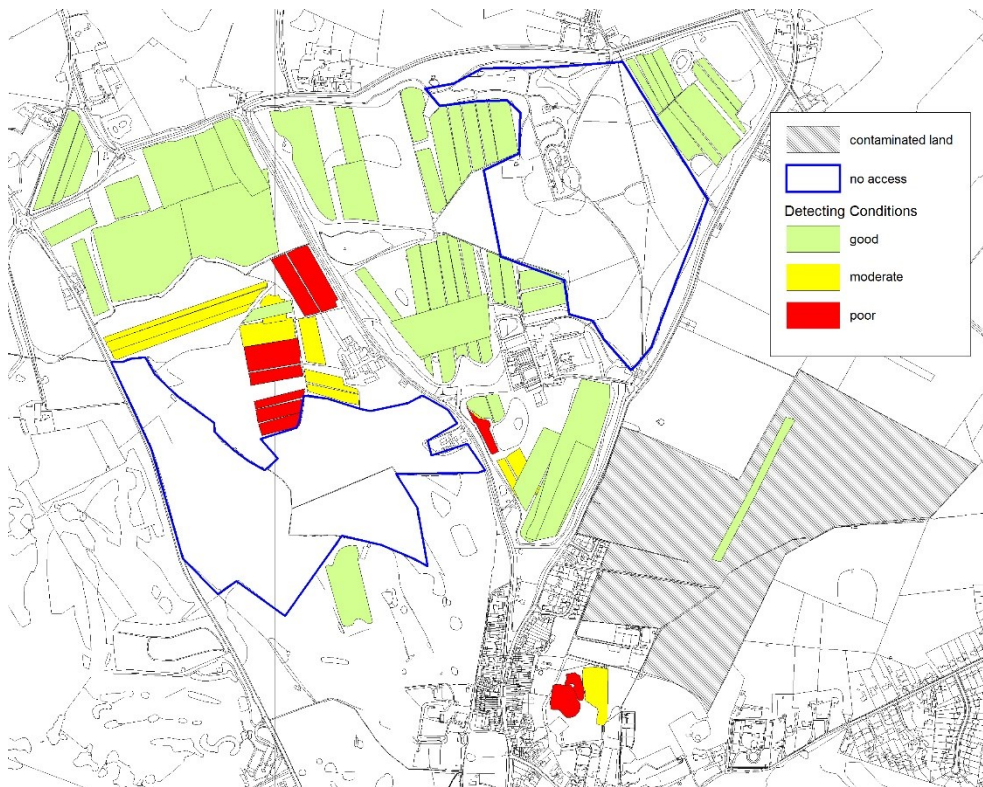 contaminated land
no access
Detecting Conditions
good
moderate
poor